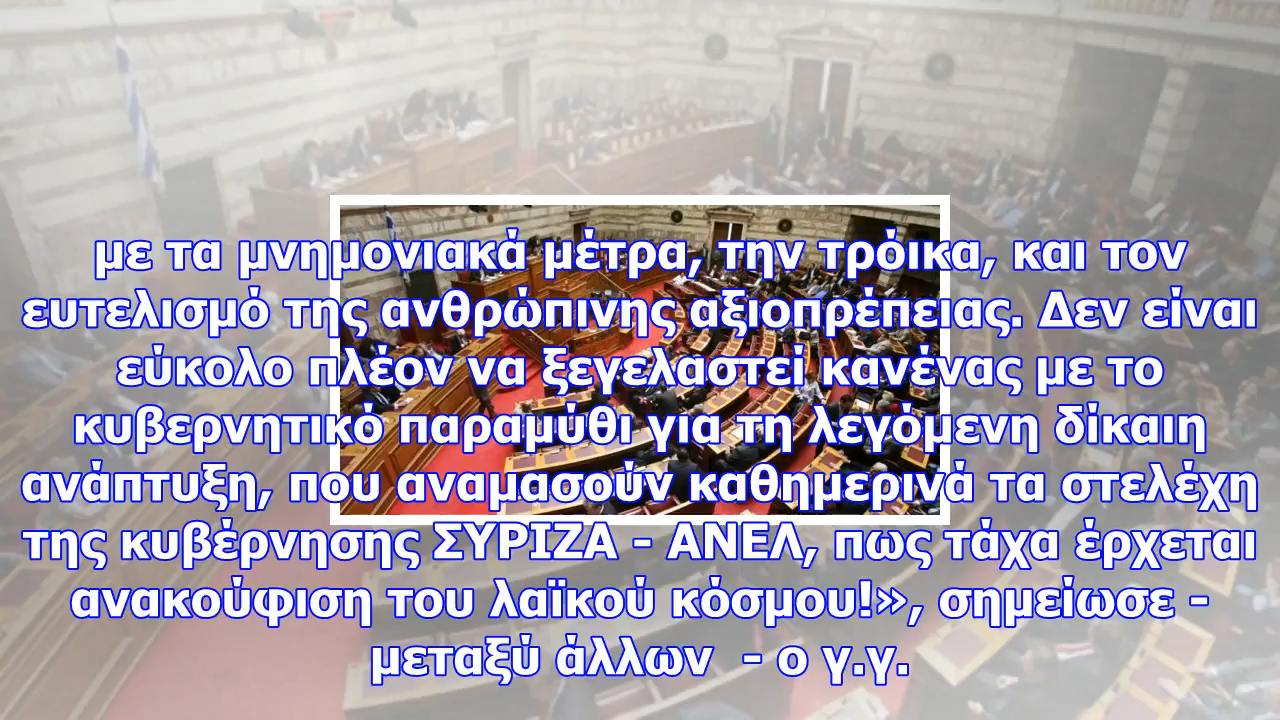 με τα μνημονιακά μέτρα, την τρόικα, και τον
ευτελισμό της ανθρώπινης αξιοπρέπειας. Δεν είναι
εύκολο πλέον να ξεγελαστεί κανένας με το
κυβερνητικό παραμύθι για τη λεγόμενη δίκαιη
ανάπτυξη, που αναμασούν καθημερινά τα στελέχη
της κυβέρνησης ΣΥΡΙΖΑ - ΑΝΕΛ, πως τάχα έρχεται
ανακούφιση του λαϊκού κόσμου!», σημείωσε -
μεταξύ άλλων  - ο γ.γ.